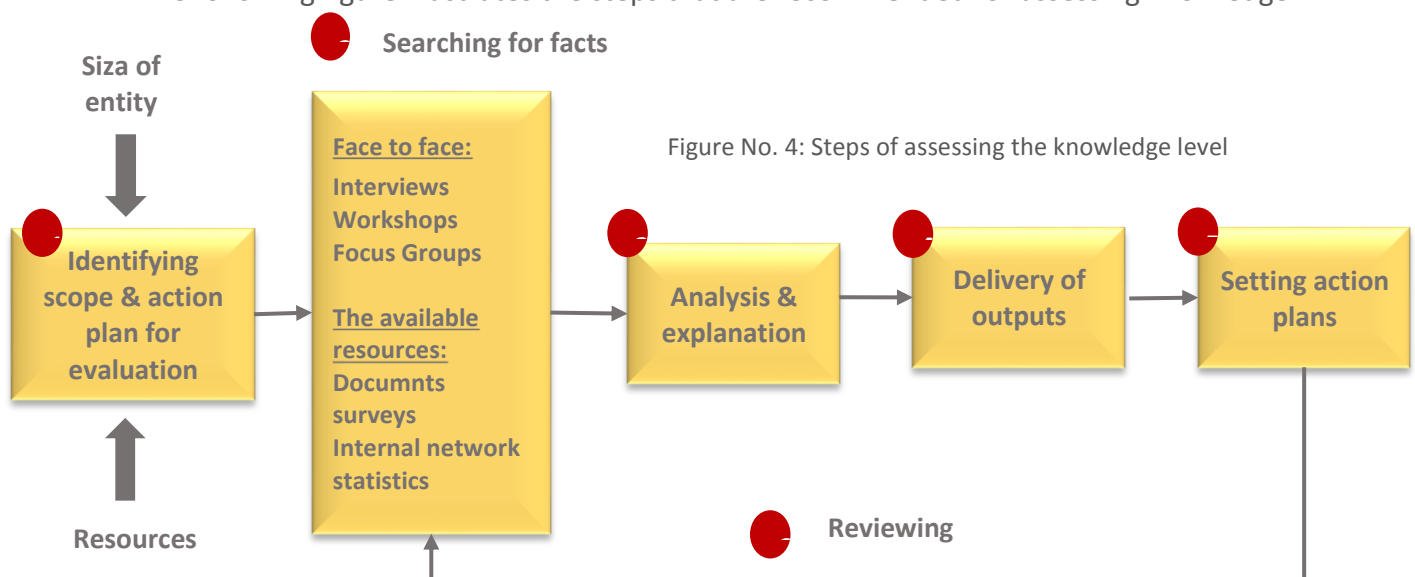 Searching for facts
Siza of
entity
Face to face:
Interviews
Workshops
Focus Groups
The available
resources:
Documnts
surveys
Internal network
statistics
Figure No. 4: Steps of assessing the knowledge level
Identifying
scope & action
plan for
evaluation
Analysis &
explanation
Delivery of
outputs
Setting action
plans
Resources
Reviewing